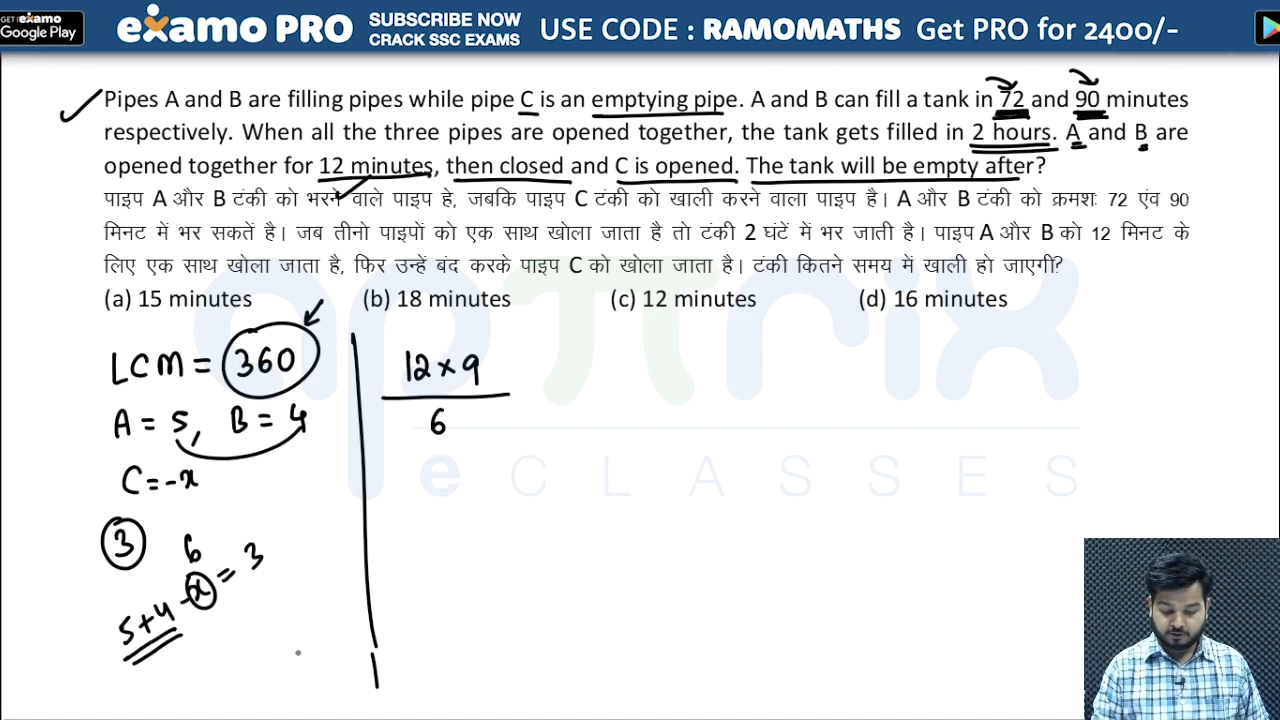 GET IT examo
Google Play
examo PRO
SUBSCRIBE NOW
CRACK SSC EXAMS
USE CODE : RAMOMATHS Get PRO for 2400/-
Pipes A and B are filling pipes while pipe C is an emptying pipe. A and B can fill a tank in 72 and 90 minutes
respectively. When all the three pipes are opened together, the tank gets filled in 2 hours. A and B are
opened together for 12 minutes, then closed and C is opened. The tank will be empty after?
पाइप A और B टंकी को भरने वाले पाइप हे, जबकि पाइप C टंकी को खाली करने वाला पाइप है। A और B टंकी को क्रमशः 72 एंव 90
मिनट में भर सकतें है। जब तीनो पाइपों को एक साथ खोला जाता है तो टंकी 2 घंटें में भर जाती है। पाइप A और B को 12 मिनट के
लिए एक साथ खोला जाता है, फिर उन्हें बंद करके पाइप C को खोला जाता है। टंकी कितने समय में खाली हो जाएगी?
(a) 15 minutes (b) 18 minutes (c) 12 minutes (d) 16 minutes
LCM = 360
A = 5, B = 4
C = -x
3
6
5+4-x = 3
12 × 9
6
apπrix
e CLASSES